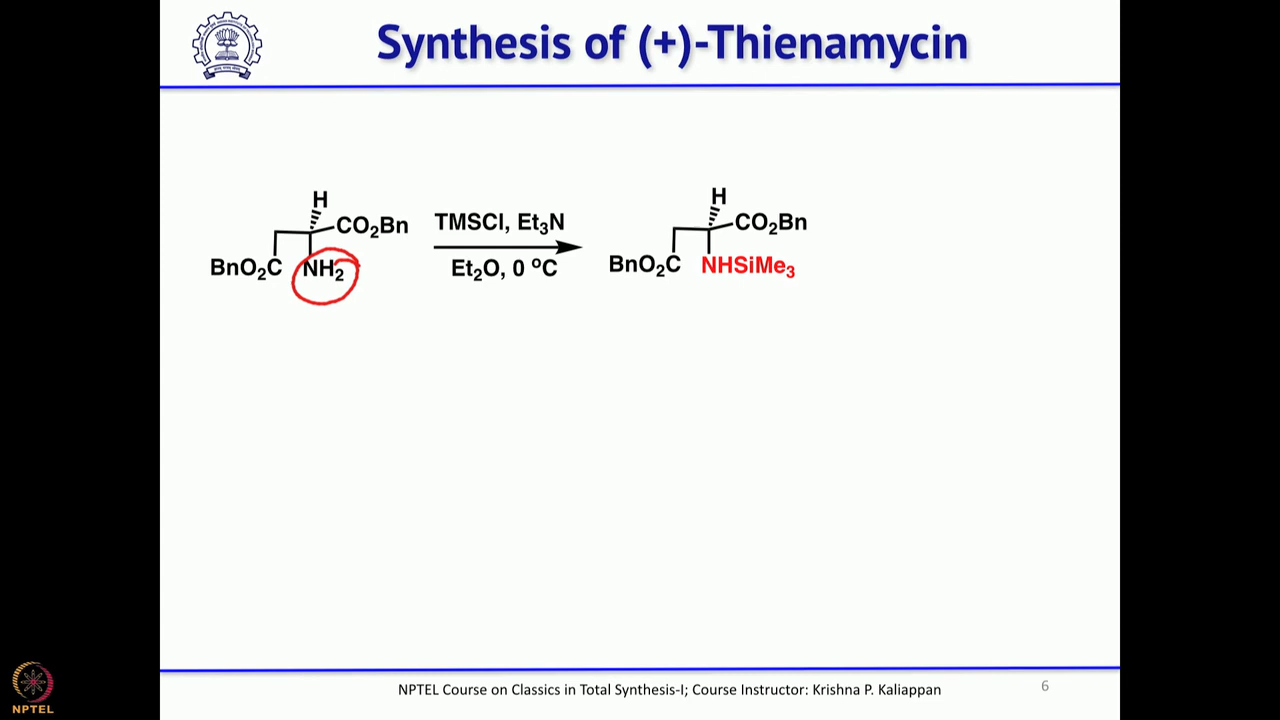 Synthesis of (+)-Thienamycin
H
CO2Bn
BnO2C NH2
TMSCl, Et3N
Et2O, 0 ºC
H
CO2Bn
BnO2C NHSiMe3
NPTEL Course on Classics in Total Synthesis-I; Course Instructor: Krishna P. Kaliappan
6
NPTEL